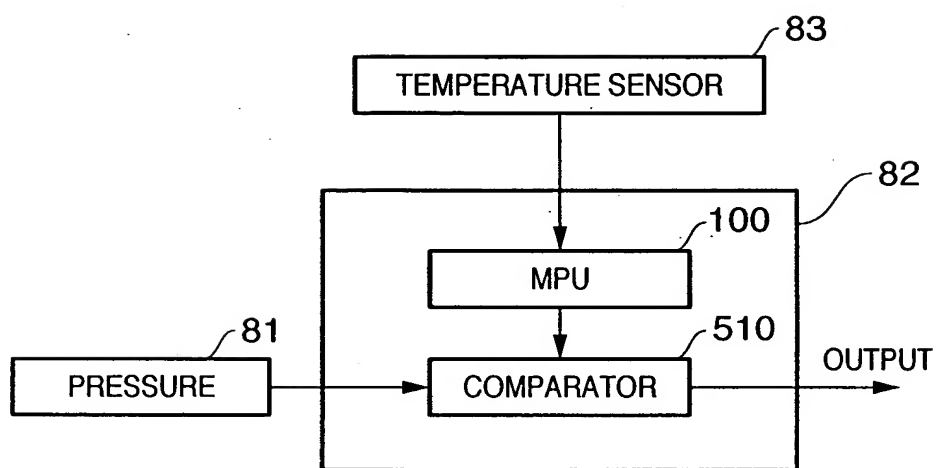 83
TEMPERATURE SENSOR
82
100
MPU
81
510
PRESSURE
COMPARATOR
OUTPUT